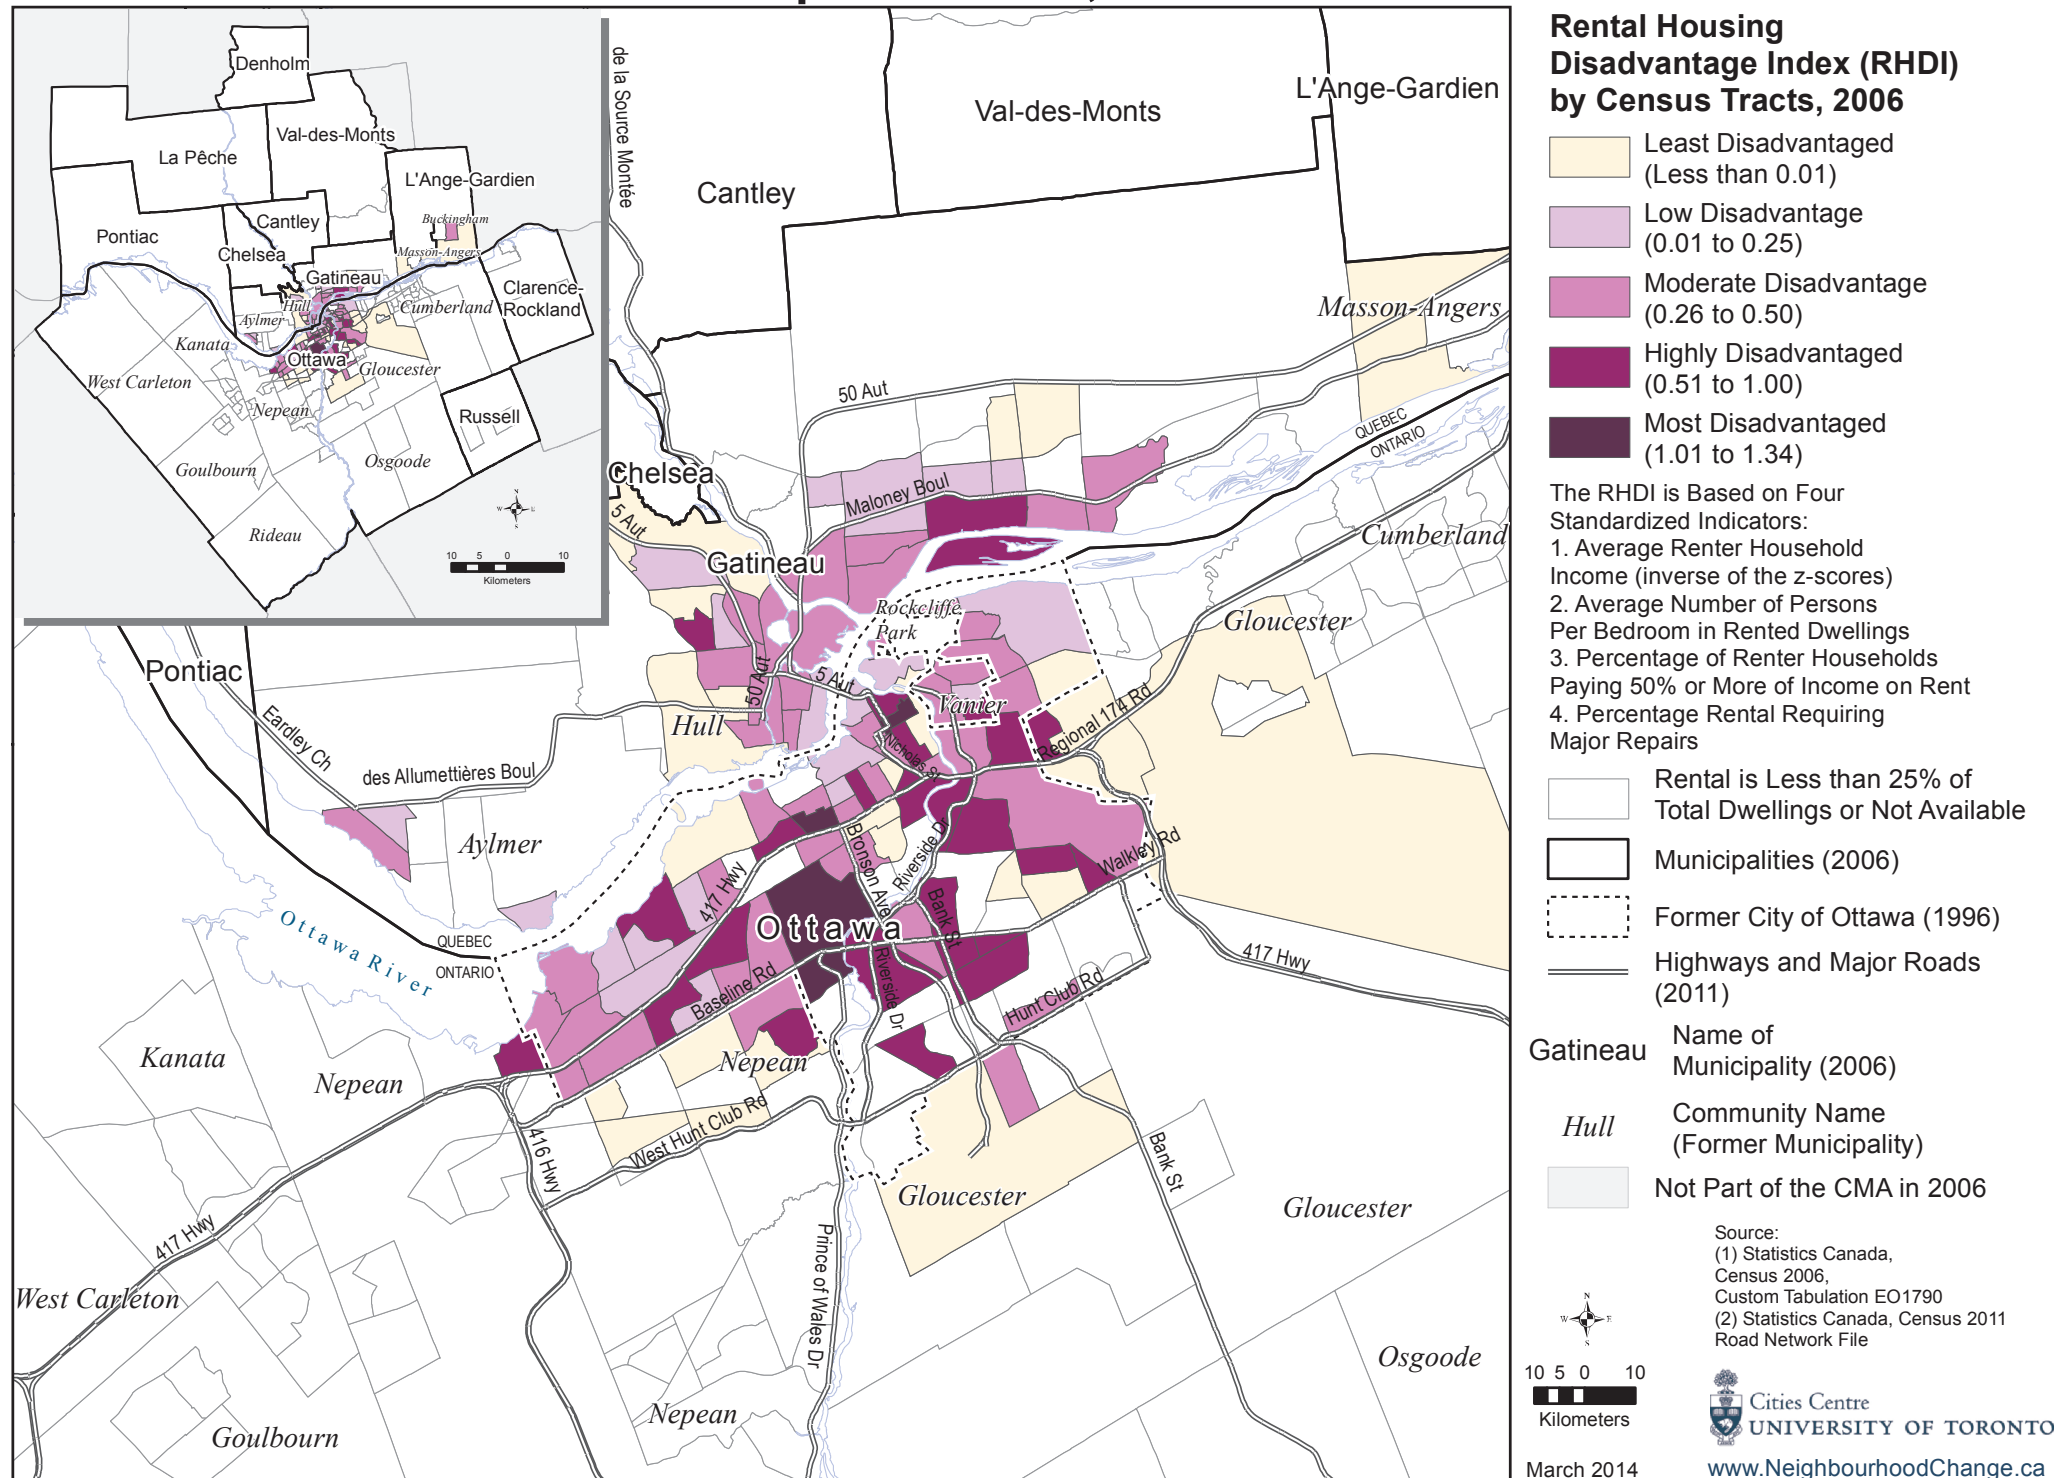 Denholm
Val-des-Monts
La Pêche
L'Ange-Gardien
Buckingham
Cantley
Pontiac
Chelsea
Masson-Angers
Gatineau
Clarence-
Rockland
Hull
Cumberland
Aylmer
Kanata
Ottawa
Gloucester
West Carleton
Nepean
Russell
Goulbourn
Osgoode
Rideau
N
W E
S
10 5 0 10
Kilometers
de la Source Montée
Val-des-Monts
L'Ange-Gardien
Cantley
Masson-Angers
50 Aut
QUEBEC
ONTARIO
Chelsea
Maloney Boul
5 Aut
Gatineau
Cumberland
Rockcliffe
Park
Gloucester
Pontiac
50 Aut
5 Aut
Vanier
Hull
Eardley Ch
Nicholas St
Regional 174 Rd
des Allumettières Boul
Aylmer
Bronson Ave
Riverside Dr
Walkley Rd
417 Hwy
Bank St
Ottawa
Ottawa River
QUEBEC
ONTARIO
Baseline Rd
Riverside Dr
417 Hwy
Hunt Club Rd
Kanata
Nepean
Nepean
West Hunt Club Rd
416 Hwy
Bank St
Gloucester
Gloucester
417 Hwy
Prince of Wales Dr
West Carleton
Osgoode
Nepean
Goulbourn
Rental Housing
Disadvantage Index (RHDI)
by Census Tracts, 2006
Least Disadvantaged
(Less than 0.01)
Low Disadvantage
(0.01 to 0.25)
Moderate Disadvantage
(0.26 to 0.50)
Highly Disadvantaged
(0.51 to 1.00)
Most Disadvantaged
(1.01 to 1.34)
The RHDI is Based on Four
Standardized Indicators:
1. Average Renter Household
Income (inverse of the z-scores)
2. Average Number of Persons
Per Bedroom in Rented Dwellings
3. Percentage of Renter Households
Paying 50% or More of Income on Rent
4. Percentage Rental Requiring
Major Repairs
Rental is Less than 25% of
Total Dwellings or Not Available
Municipalities (2006)
Former City of Ottawa (1996)
Highways and Major Roads
(2011)
Gatineau
Name of
Municipality (2006)
Hull
Community Name
(Former Municipality)
Not Part of the CMA in 2006
Source:
(1) Statistics Canada,
Census 2006,
Custom Tabulation EO1790
(2) Statistics Canada, Census 2011
Road Network File
N
W E
S
10 5 0 10
Kilometers
Cities Centre
UNIVERSITY OF TORONTO
March 2014
www.NeighbourhoodChange.ca